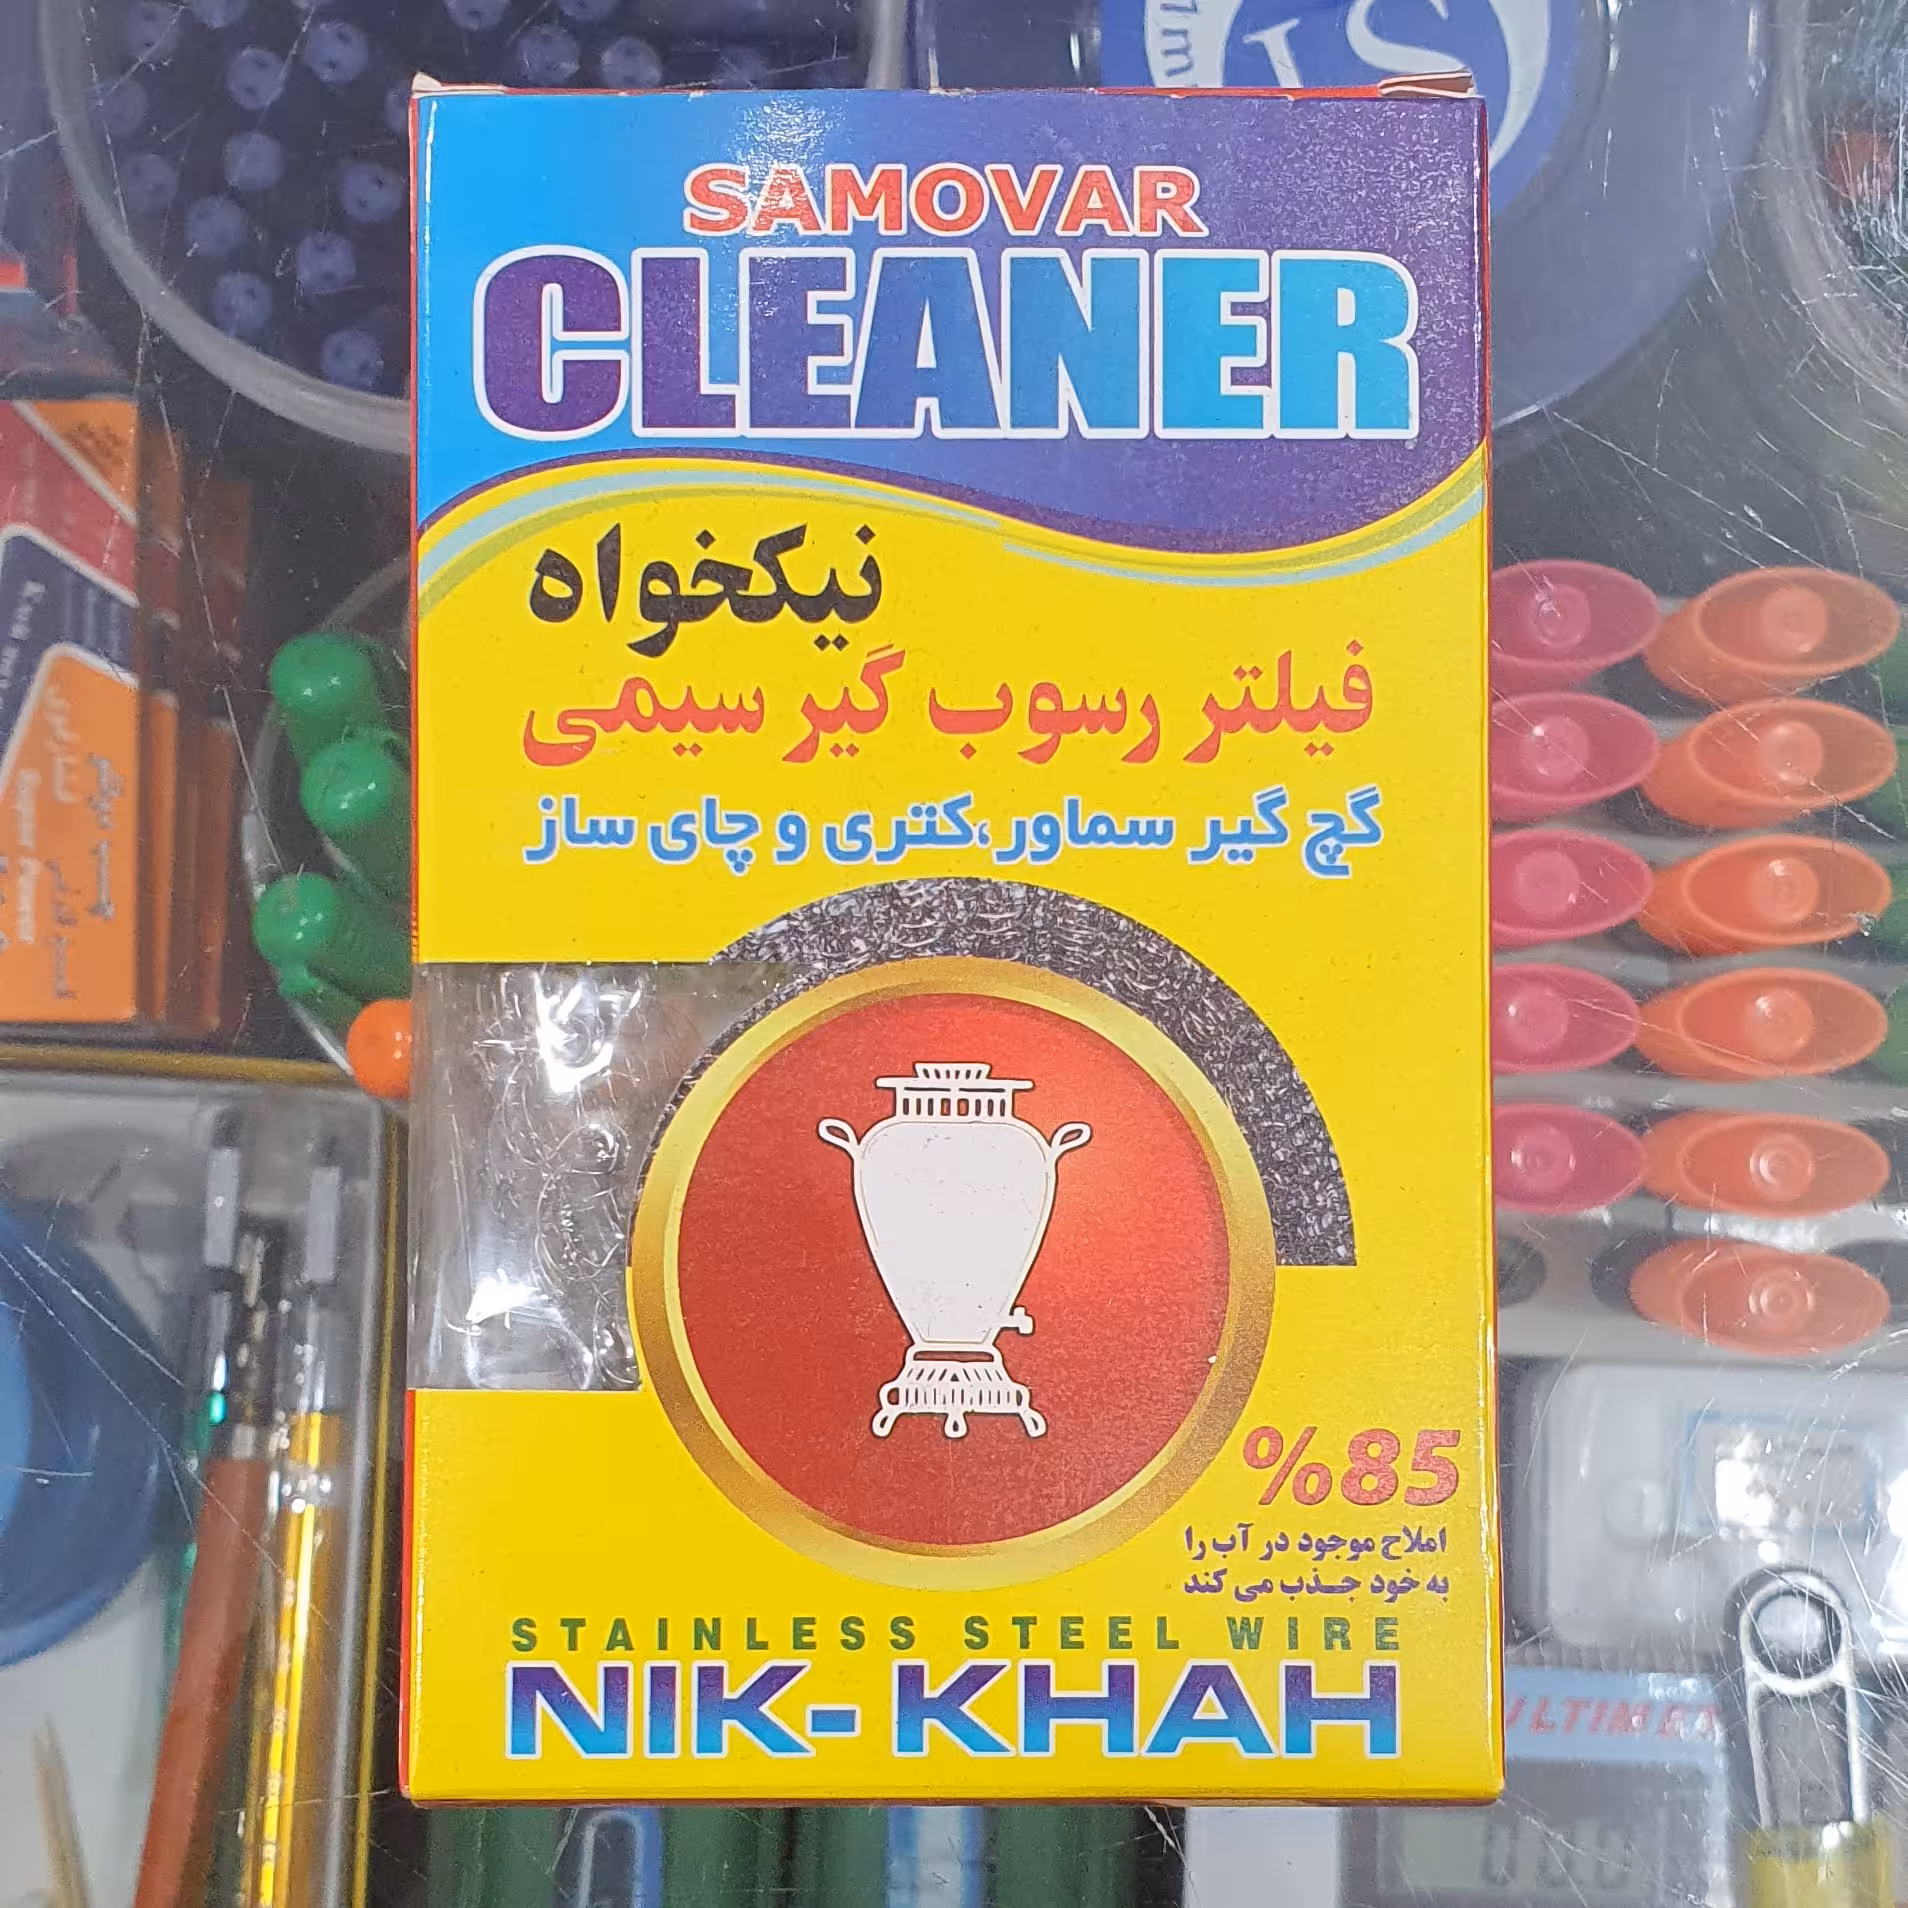 SAMOVAR
CLEANER
نیکخواه
فیلتر رسوب گیر سیمی
گچ گیر سماور،کتری و چای ساز
%85
املاح موجود در آب را
به خود جذب می کند
STAINLESS STEEL WIRE
NIK-KHAH